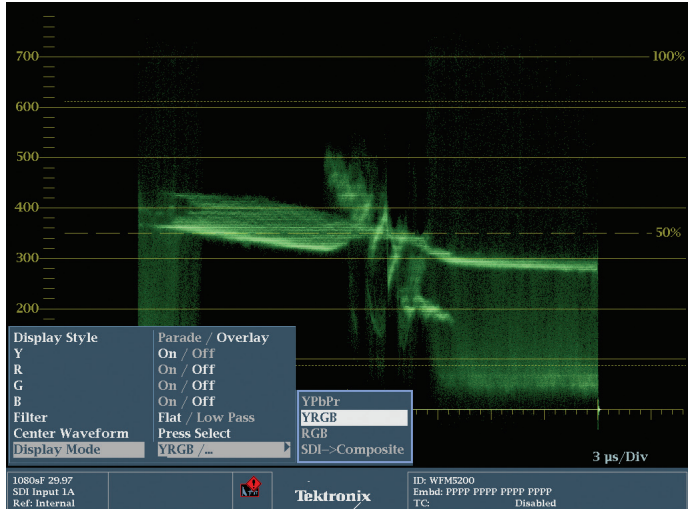 700
100%
600
500
400
50%
300
200
Display Style Parade / Overlay
Y On / Off
R On / Off
G On / Off
B On / Off
Filter Flat / Low Pass
Center Waveform Press Select
Display Mode YRGB /...
YPbPr
YRGB
RGB
SDI->Composite
3 µs/Div
1080sF 29.97
SDI Input 1A
Ref: Internal
Tektronix
ID: WFM5200
Embd: PPPP PPPP PPPP PPPP
TC: Disabled